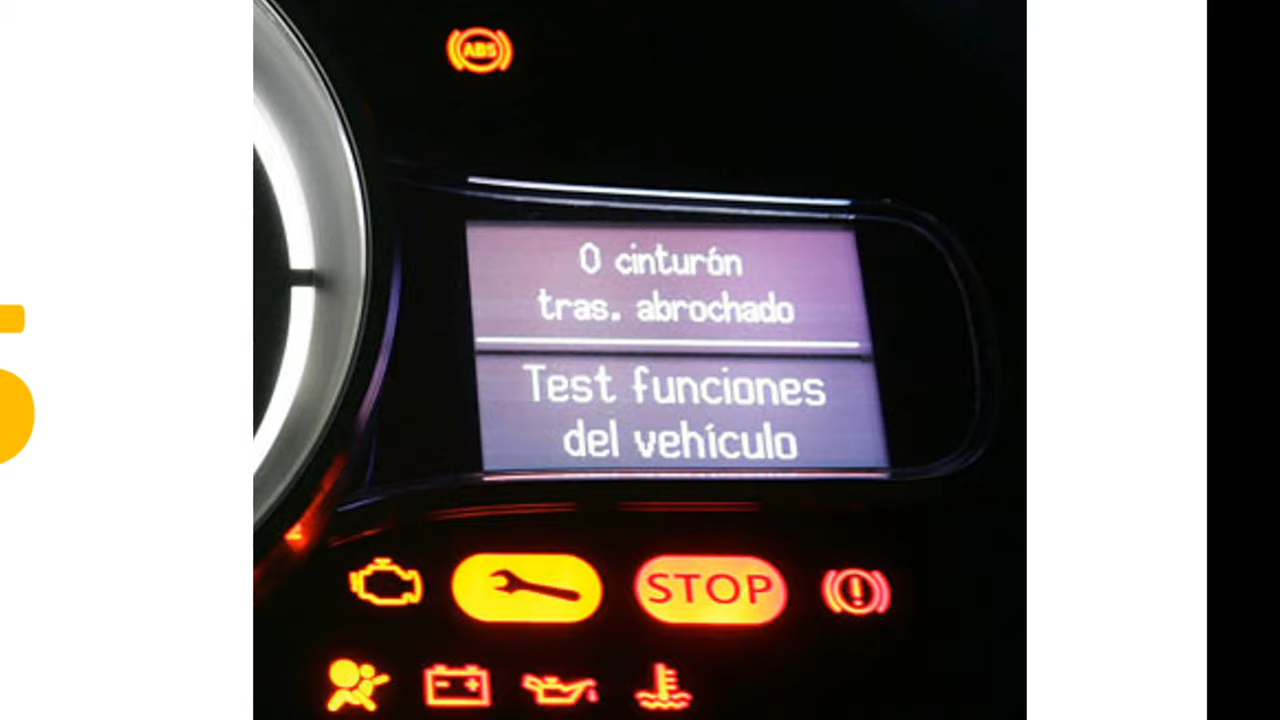 ABS
0 cinturón
tras. abrochado
Test funciones
del vehículo
STOP